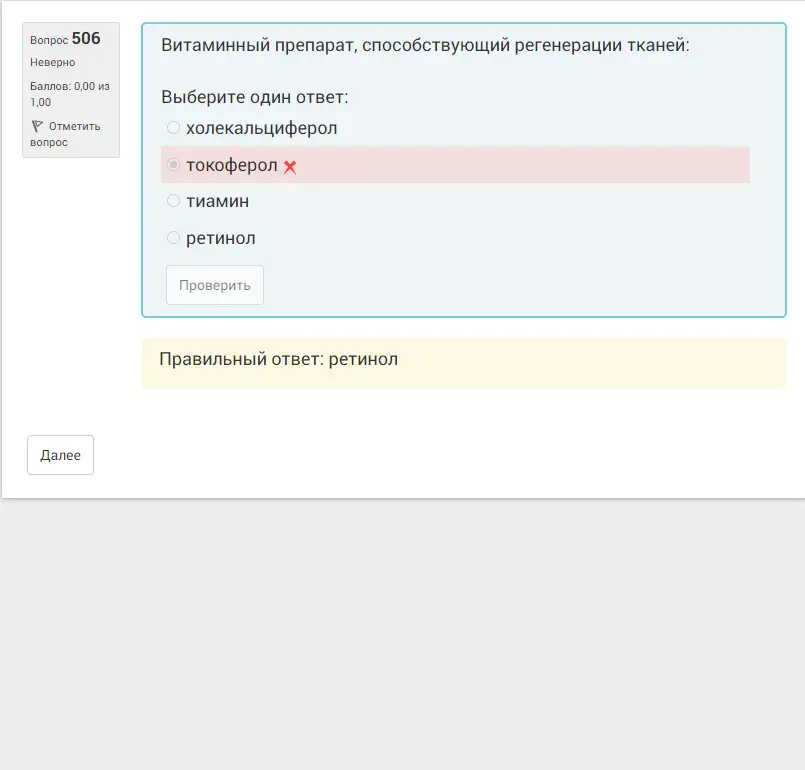 Вопрос 506
Неверно
Баллов: 0,00 из
1,00
Отметить
вопрос
Витаминный препарат, способствующий регенерации тканей:
Выберите один ответ:
холекальциферол
токоферол
тиамин
ретинол
Проверить
Правильный ответ: ретинол
Далее